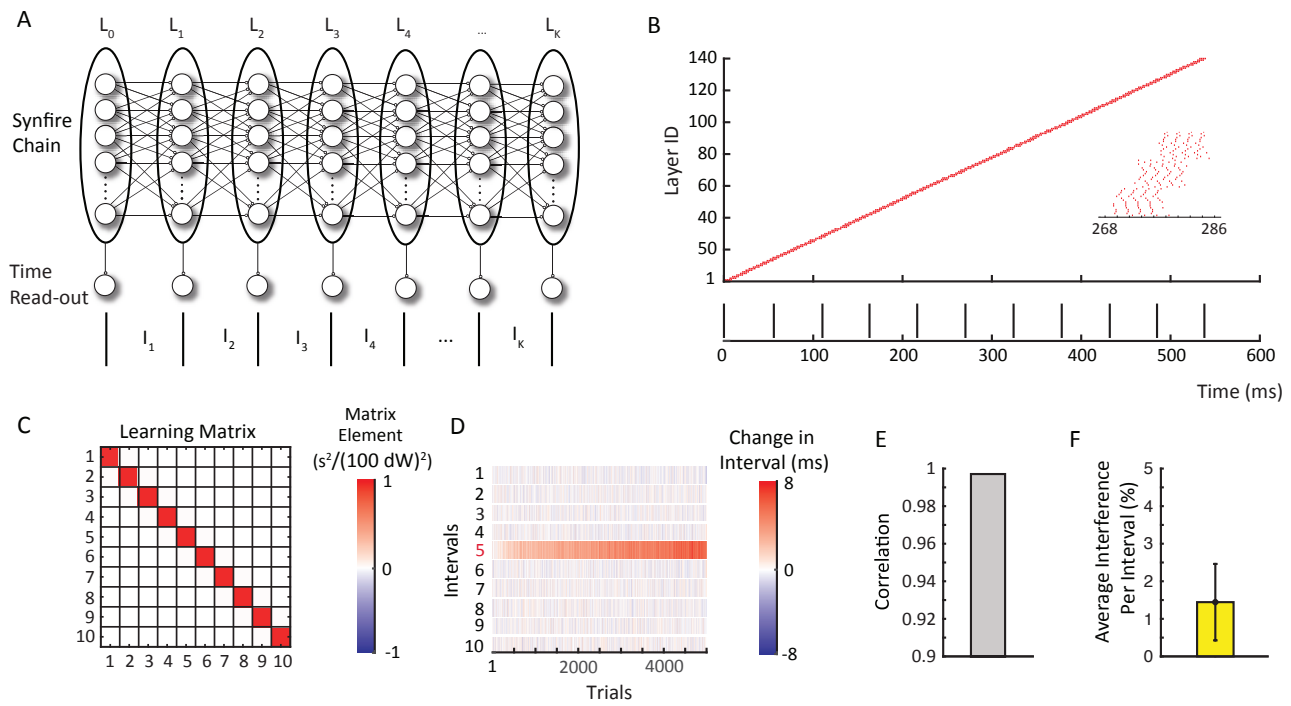 A
L0 L1 L2 L3 L4 ... LK
Synfire
Chain
Time
Read-out
I1 I2 I3 I4 ... IK
B
Layer ID
140
120
100
80
60
40
50
1
268 286
0 100 200 300 400 500 600
Time (ms)
C
Learning Matrix
1
2
3
4
5
6
7
8
9
10
1 2 3 4 5 6 7 8 9 10
Matrix
Element
(s²/(100 dW)²)
1
0
-1
D
Intervals
1
2
3
4
5
6
7
8
9
10
1 2000 4000
Trials
Change in
Interval (ms)
8
0
-8
E
Correlation
1
0.98
0.96
0.94
0.92
0.9
F
Average Interference
Per Interval (%)
5
4
3
2
1
0